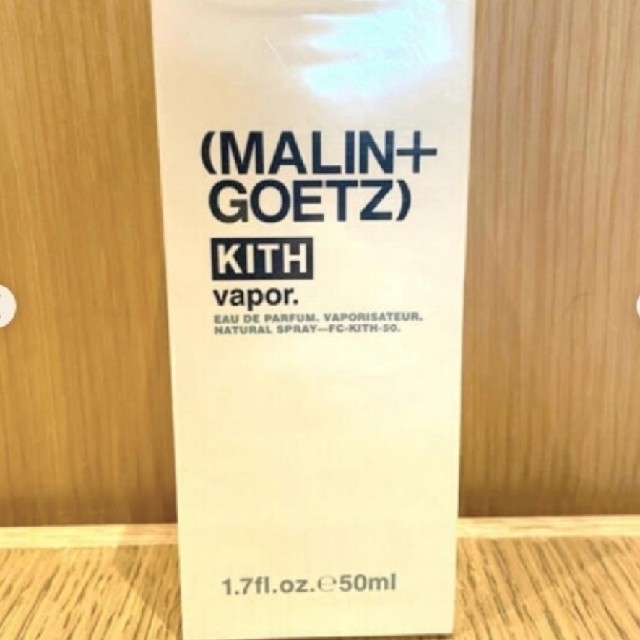 (MALIN+
GOETZ)
KITH
vapor.
EAU DE PARFUM. VAPORISATEUR.
NATURAL SPRAY—FC-KITH-50.
1.7fl.oz.℮50ml